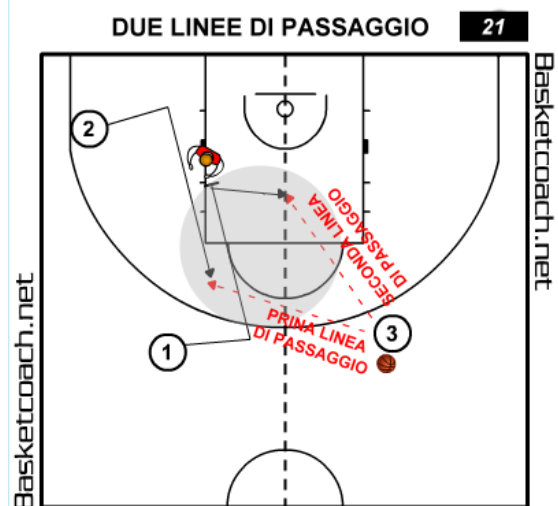 DUE LINEE DI PASSAGGIO
21
Basketcoach.net
2
SECONDA LINEA
DI PASSAGGIO
3
PRINA LINEA
DI PASSAGGIO
1
Basketcoach.net